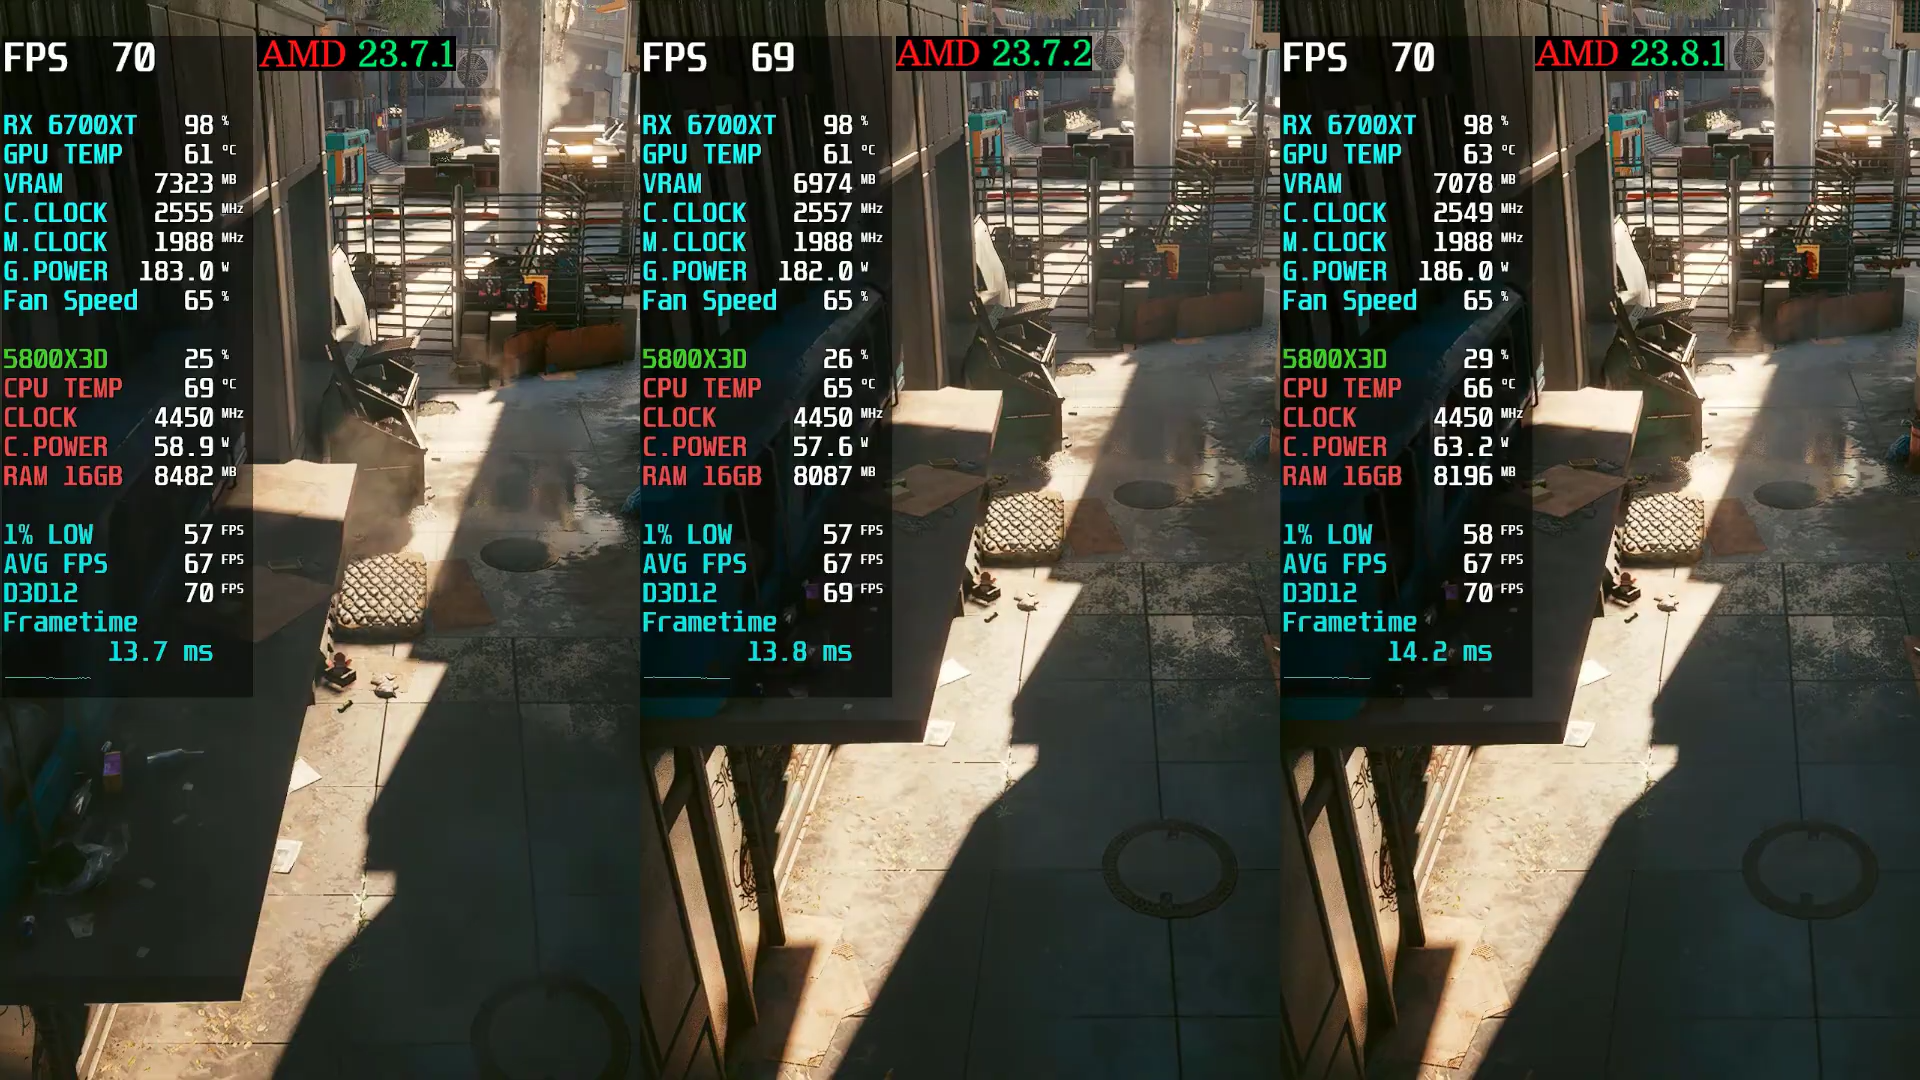 FPS 70 AMD 23.7.1
RX 6700XT 98 %
GPU TEMP 61 °C
VRAM 7323 MB
C.CLOCK 2555 MHz
M.CLOCK 1988 MHz
G.POWER 183.0 W
Fan Speed 65 %
5800X3D 25 %
CPU TEMP 69 °C
CLOCK 4450 MHz
C.POWER 58.9 W
RAM 16GB 8482 MB
1% LOW 57 FPS
AVG FPS 67 FPS
D3D12 70 FPS
Frametime
13.7 ms
FPS 69 AMD 23.7.2
RX 6700XT 98 %
GPU TEMP 61 °C
VRAM 6974 MB
C.CLOCK 2557 MHz
M.CLOCK 1988 MHz
G.POWER 182.0 W
Fan Speed 65 %
5800X3D 26 %
CPU TEMP 65 °C
CLOCK 4450 MHz
C.POWER 57.6 W
RAM 16GB 8087 MB
1% LOW 57 FPS
AVG FPS 67 FPS
D3D12 69 FPS
Frametime
13.8 ms
FPS 70 AMD 23.8.1
RX 6700XT 98 %
GPU TEMP 63 °C
VRAM 7078 MB
C.CLOCK 2549 MHz
M.CLOCK 1988 MHz
G.POWER 186.0 W
Fan Speed 65 %
5800X3D 29 %
CPU TEMP 66 °C
CLOCK 4450 MHz
C.POWER 63.2 W
RAM 16GB 8196 MB
1% LOW 58 FPS
AVG FPS 67 FPS
D3D12 70 FPS
Frametime
14.2 ms